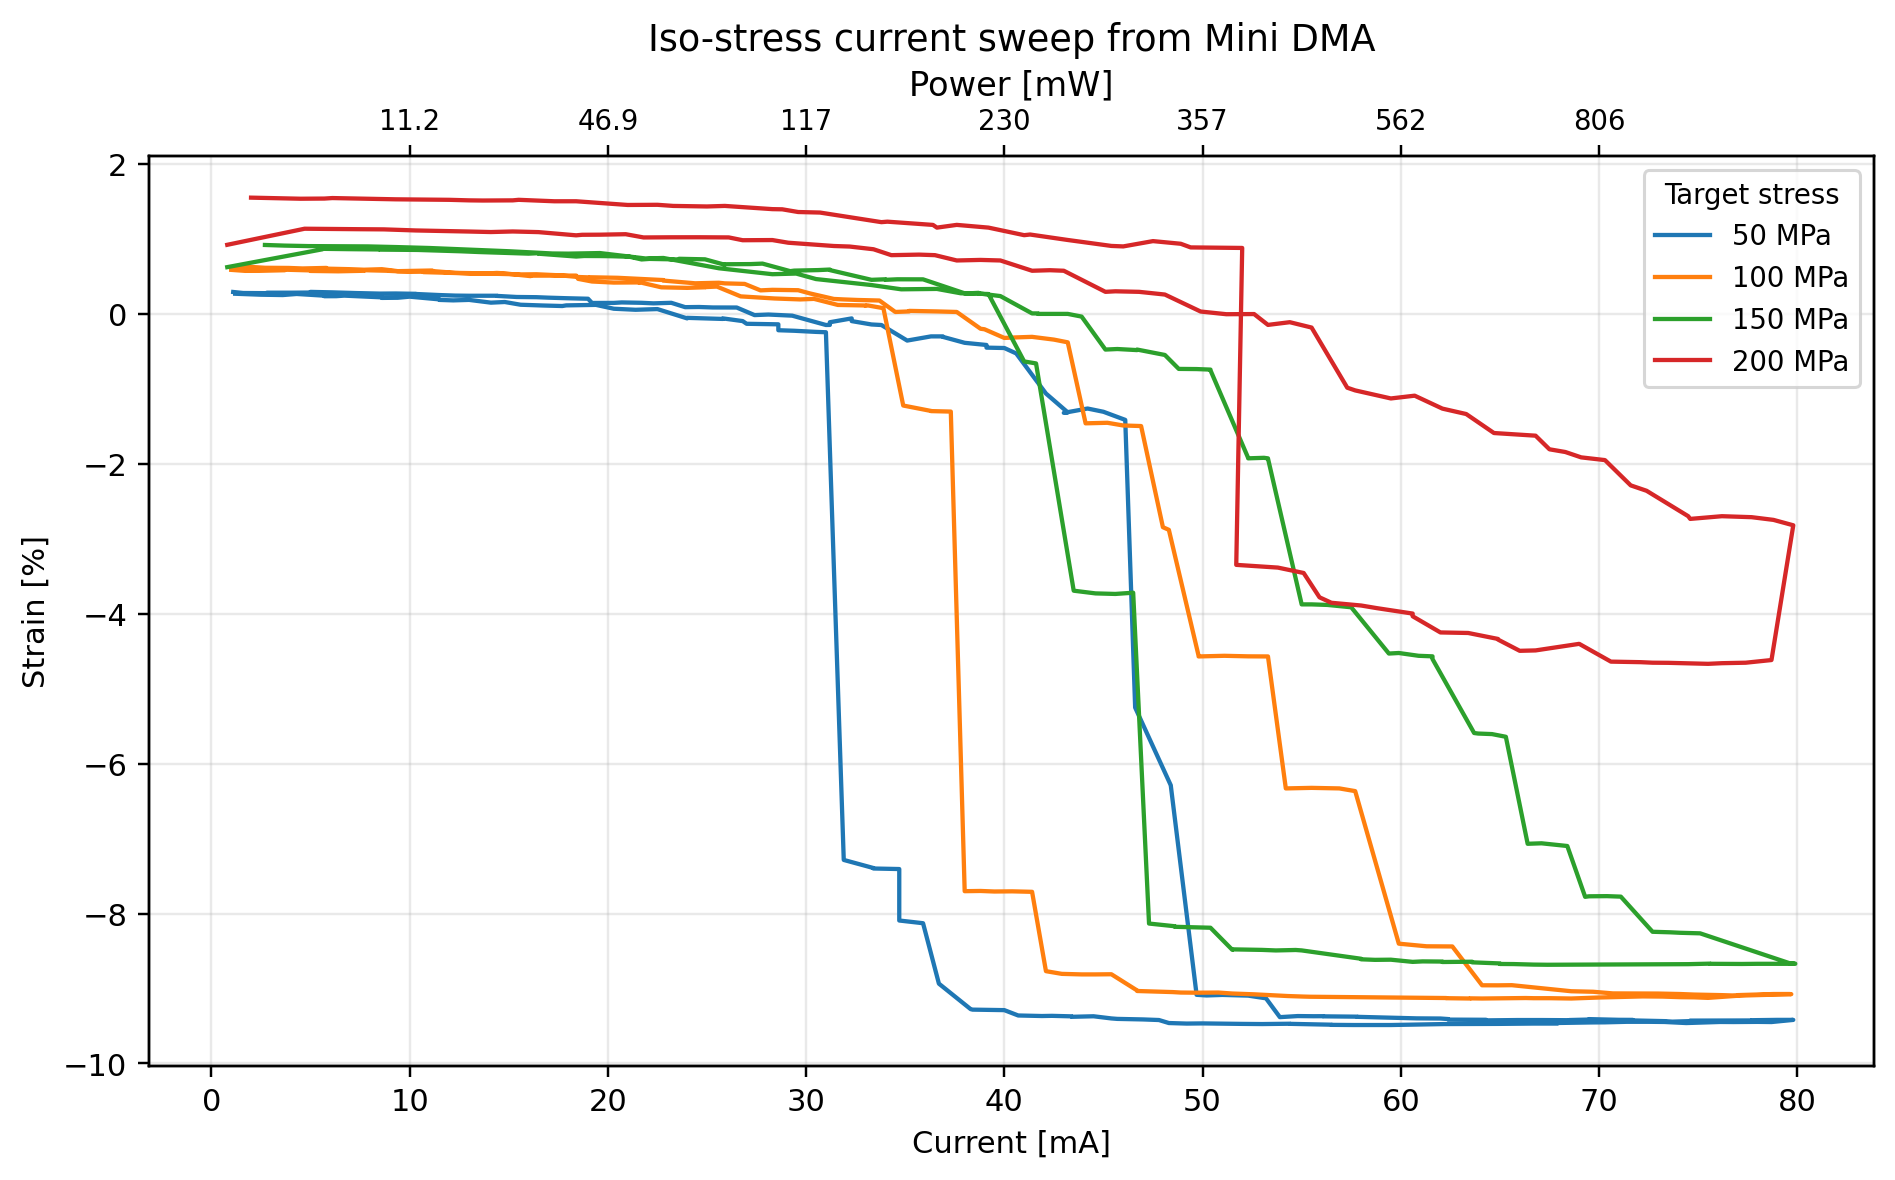 Iso-stress current sweep from Mini DMA
Power [mW]
11.2 46.9 117 230 357 562 806
Target stress
50 MPa
100 MPa
150 MPa
200 MPa
2
0
−2
−4
−6
−8
−10
Strain [%]
0 10 20 30 40 50 60 70 80
Current [mA]